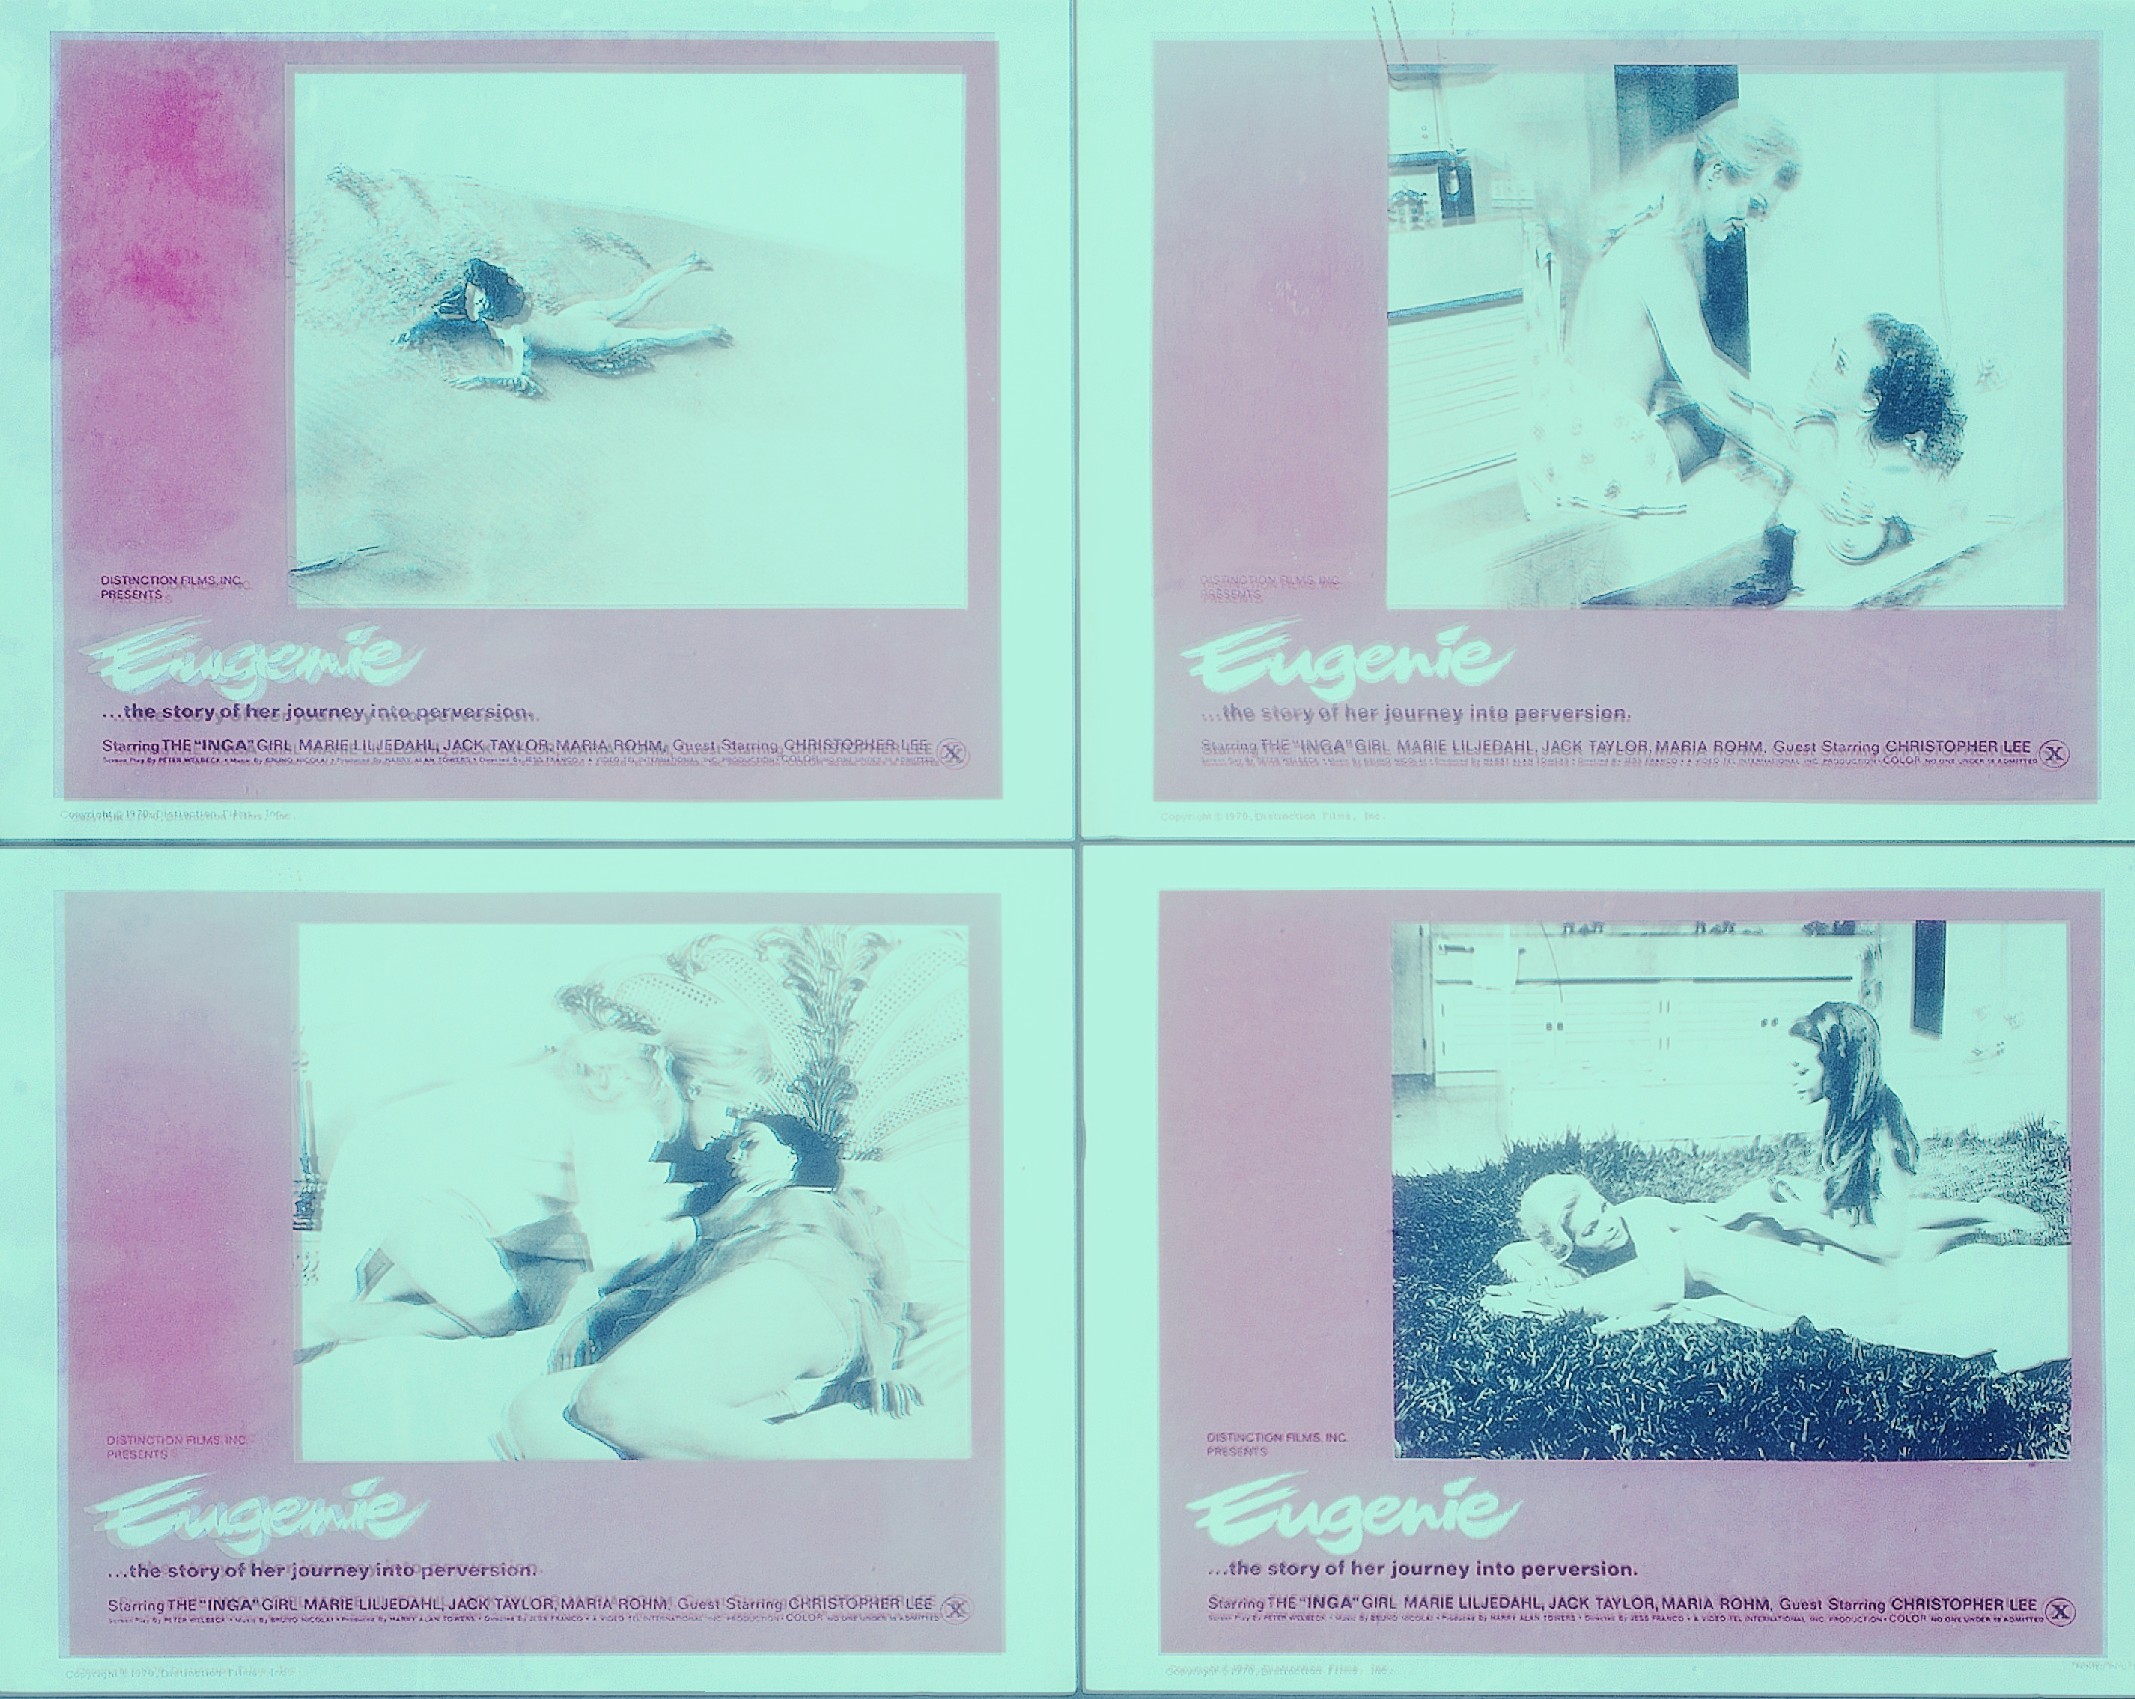 DISTINCTION FILMS, INC.
PRESENTS
Eugenie
...the story of her journey into perversion.
Starring THE "INGA" GIRL MARIE LILJEDAHL, JACK TAYLOR, MARIA ROHM, Guest Starring CHRISTOPHER LEE X
Screen Play By PETER WELBECK • Music By BRUNO NICOLAI • Produced By HARRY ALAN TOWERS • Directed By JESS FRANCO • A VIDEO-TEL INTERNATIONAL INC. PRODUCTION • COLOR NO ONE UNDER 18 ADMITTED
Copyright © 1970, Distinction Films, Inc.
DISTINCTION FILMS, INC.
PRESENTS
Eugenie
...the story of her journey into perversion.
Starring THE "INGA" GIRL MARIE LILJEDAHL, JACK TAYLOR, MARIA ROHM, Guest Starring CHRISTOPHER LEE X
Screen Play By PETER WELBECK • Music By BRUNO NICOLAI • Produced By HARRY ALAN TOWERS • Directed By JESS FRANCO • A VIDEO-TEL INTERNATIONAL INC. PRODUCTION • COLOR NO ONE UNDER 18 ADMITTED
Copyright © 1970, Distinction Films, Inc.
DISTINCTION FILMS, INC.
PRESENTS
Eugenie
...the story of her journey into perversion.
Starring THE "INGA" GIRL MARIE LILJEDAHL, JACK TAYLOR, MARIA ROHM, Guest Starring CHRISTOPHER LEE X
Screen Play By PETER WELBECK • Music By BRUNO NICOLAI • Produced By HARRY ALAN TOWERS • Directed By JESS FRANCO • A VIDEO-TEL INTERNATIONAL INC. PRODUCTION • COLOR NO ONE UNDER 18 ADMITTED
Copyright © 1970, Distinction Films, Inc.
DISTINCTION FILMS, INC.
PRESENTS
Eugenie
...the story of her journey into perversion.
Starring THE "INGA" GIRL MARIE LILJEDAHL, JACK TAYLOR, MARIA ROHM, Guest Starring CHRISTOPHER LEE X
Screen Play By PETER WELBECK • Music By BRUNO NICOLAI • Produced By HARRY ALAN TOWERS • Directed By JESS FRANCO • A VIDEO-TEL INTERNATIONAL INC. PRODUCTION • COLOR NO ONE UNDER 18 ADMITTED
Copyright © 1970, Distinction Films, Inc.